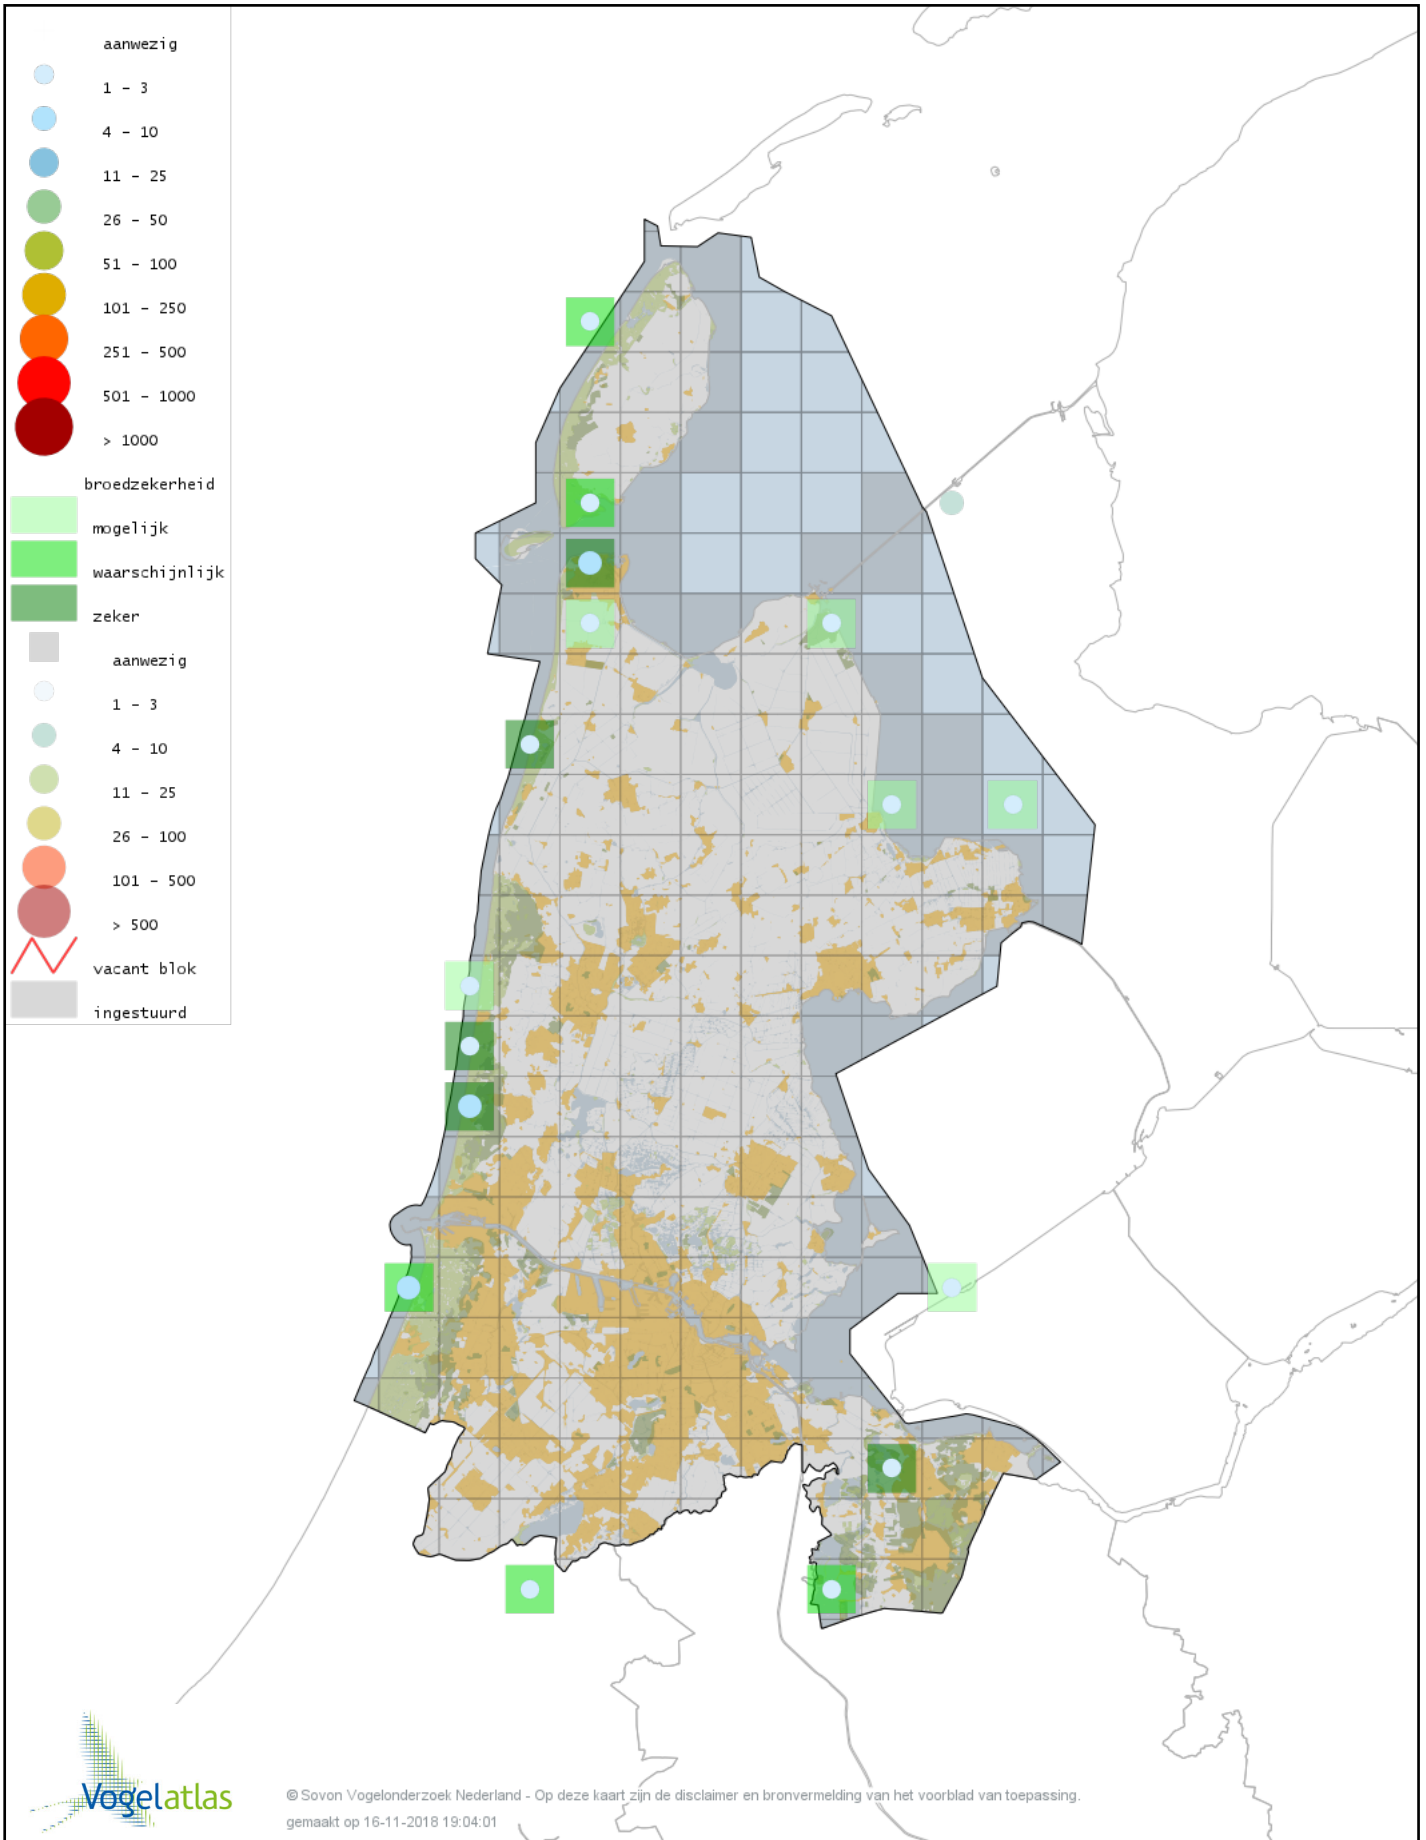 aanwezig
1 - 3
4 - 10
11 - 25
26 - 50
51 - 100
101 - 250
251 - 500
501 - 1000
> 1000
broedzekerheid
mogelijk
waarschijnlijk
zeker
aanwezig
1 - 3
4 - 10
11 - 25
26 - 100
101 - 500
> 500
vacant blok
ingestuurd
Vogelatlas
© Sovon Vogelonderzoek Nederland - Op deze kaart zijn de disclaimer en bronvermelding van het voorblad van toepassing.
gemaakt op 16-11-2018 19:04:01